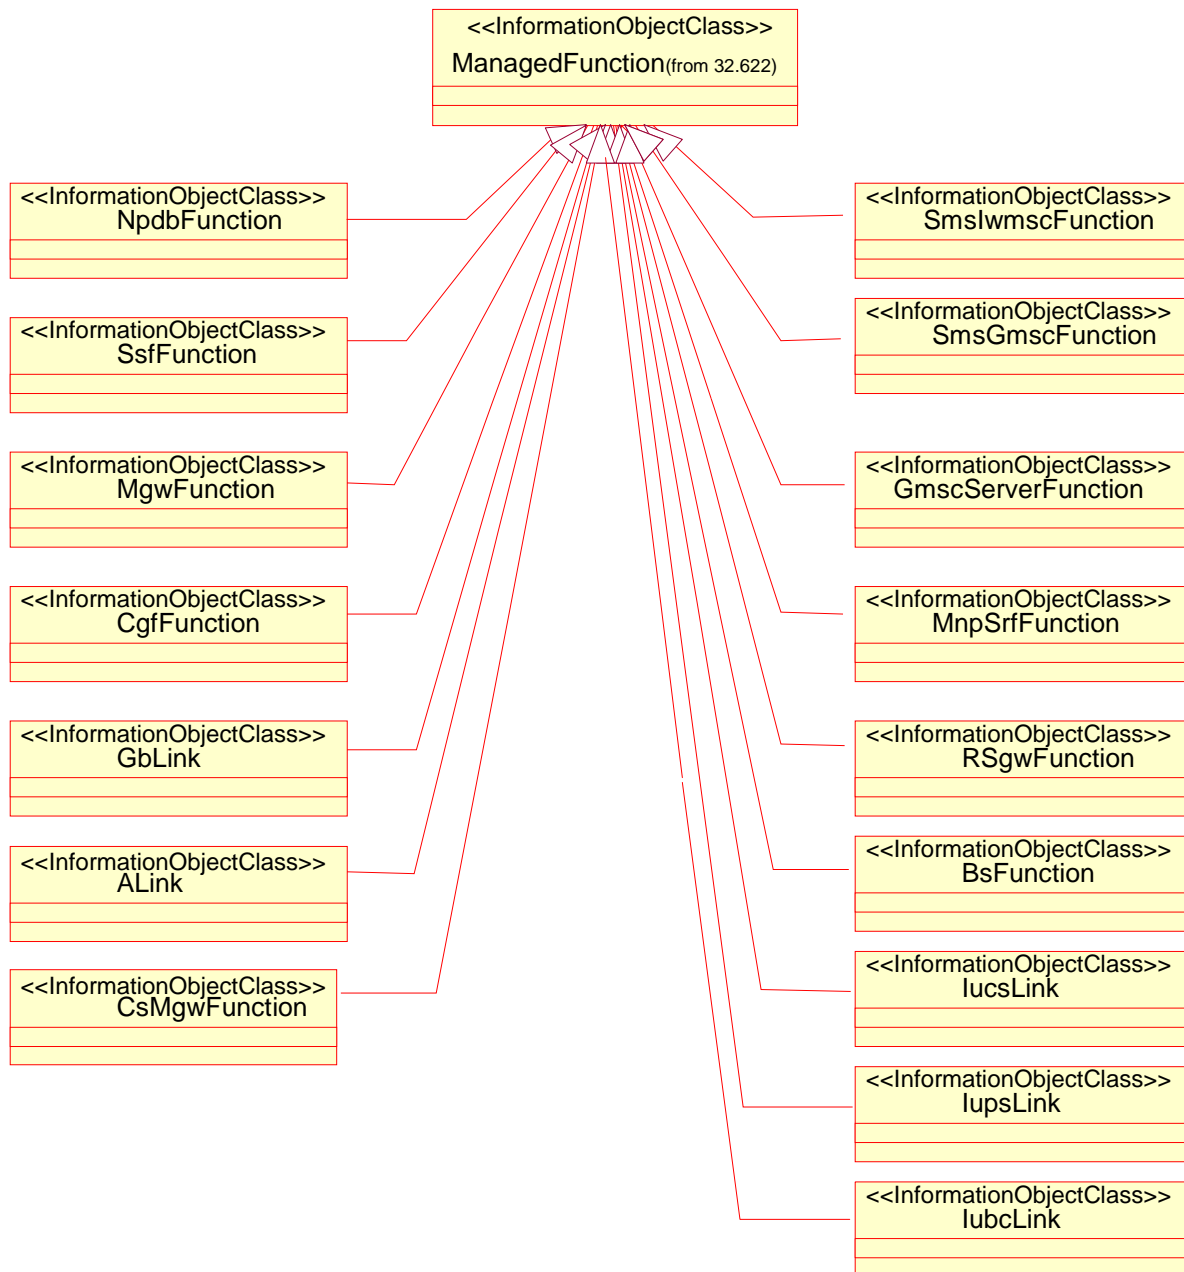 <<InformationObjectClass>>
ManagedFunction(from 32.622)
<<InformationObjectClass>>
NpdbFunction
<<InformationObjectClass>>
SsfFunction
<<InformationObjectClass>>
MgwFunction
<<InformationObjectClass>>
CgfFunction
<<InformationObjectClass>>
GbLink
<<InformationObjectClass>>
ALink
<<InformationObjectClass>>
CsMgwFunction
<<InformationObjectClass>>
SmsIwmscFunction
<<InformationObjectClass>>
SmsGmscFunction
<<InformationObjectClass>>
GmscServerFunction
<<InformationObjectClass>>
MnpSrfFunction
<<InformationObjectClass>>
RSgwFunction
<<InformationObjectClass>>
BsFunction
<<InformationObjectClass>>
IucsLink
<<InformationObjectClass>>
IupsLink
<<InformationObjectClass>>
IubcLink